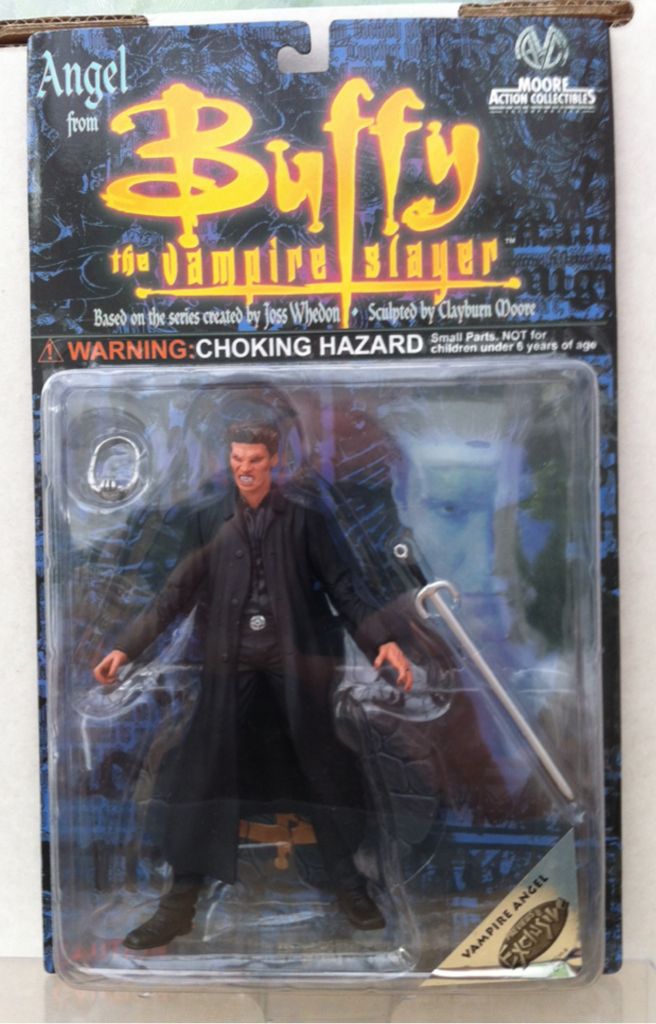 Angel
from
Buffy
the vampire slayer™
MOORE
ACTION COLLECTIBLES
Based on the series created by Joss Whedon • Sculpted by Clayburn Moore
WARNING: CHOKING HAZARD
Small Parts. NOT for
children under 6 years of age
VAMPIRE ANGEL
EXCLUSIVE